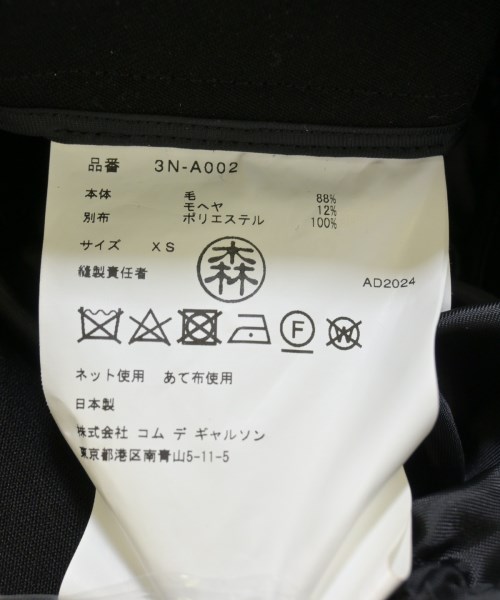 品番 3N-A002
本体 毛 88%
モヘヤ 12%
別布 ポリエステル 100%
サイズ XS
森
縫製責任者
AD2024
F W
ネット使用 あて布使用
日本製
株式会社 コム デ ギャルソン
東京都港区南青山5-11-5